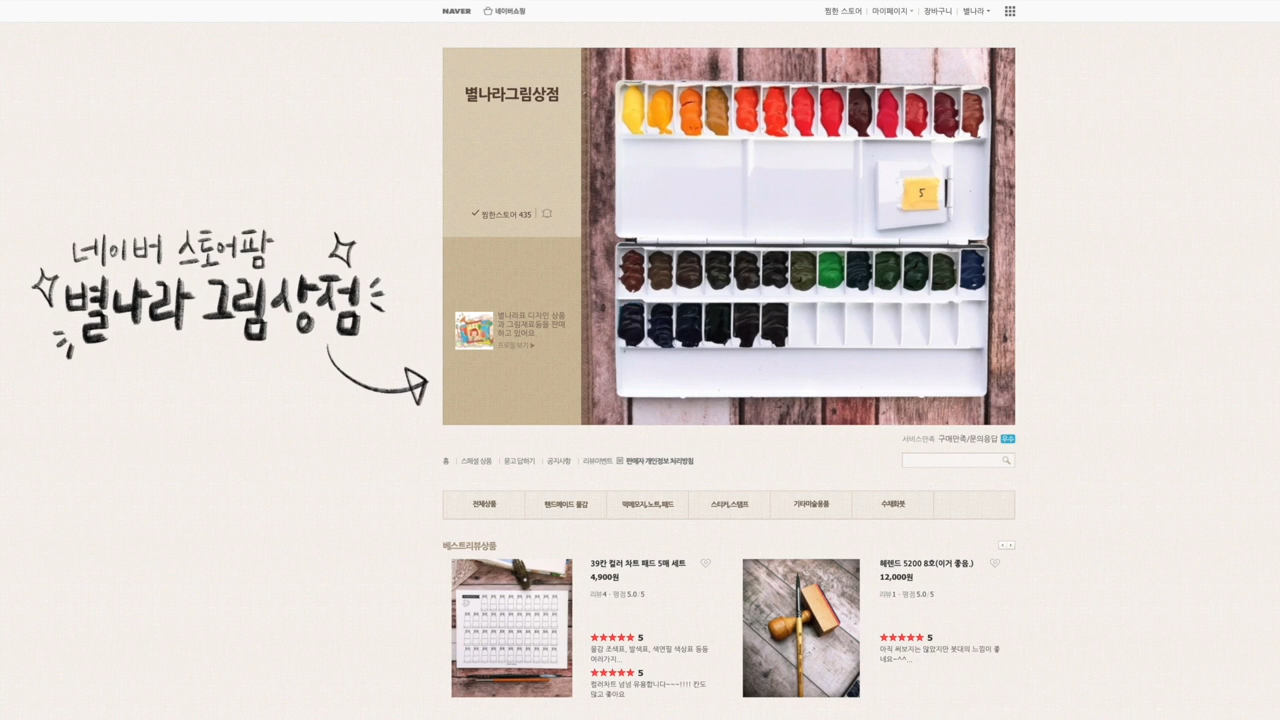 NAVER 네이버쇼핑 찜한 스토어 마이페이지 장바구니 별나라
별나라그림상점
5
찜한스토어 435
네이버 스토어팜
별나라 그림상점
별나라표 디자인 상품
과 그림재료들을 판매
하고 있어요.
프로필 보기 ▶
서비스만족 구매만족/문의응답 우수
홈 스페셜 상품 묻고 답하기 공지사항 리뷰이벤트 판매자 개인정보 처리방침
전체상품 핸드메이드 물감 떡메모지,노트,패드 스티커,스탬프 기타미술용품 수채화붓
베스트리뷰상품
39칸 컬러 차트 패드 5매 세트
4,900원
리뷰4 · 평점 5.0/5
★★★★★ 5
물감 조색표, 발색표, 색연필 색상표 등등
여러가지...
★★★★★ 5
컬러차트 넘넘 유용합니다~~~!!!! 칸도
많고 좋아요
헤렌드 5200 8호(이거 좋음.)
12,000원
리뷰1 · 평점 5.0/5
★★★★★ 5
아직 써보지는 않았지만 붓대의 느낌이 좋
네요~^^...